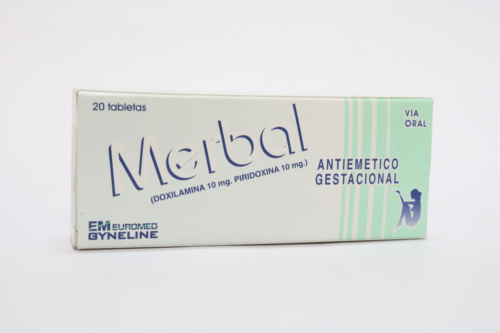 20 tabletas
VIA
ORAL
Merbal
(DOXILAMINA 10 mg. PIRIDOXINA 10 mg.)
ANTIEMETICO
GESTACIONAL
EM EUROMED
GYNELINE